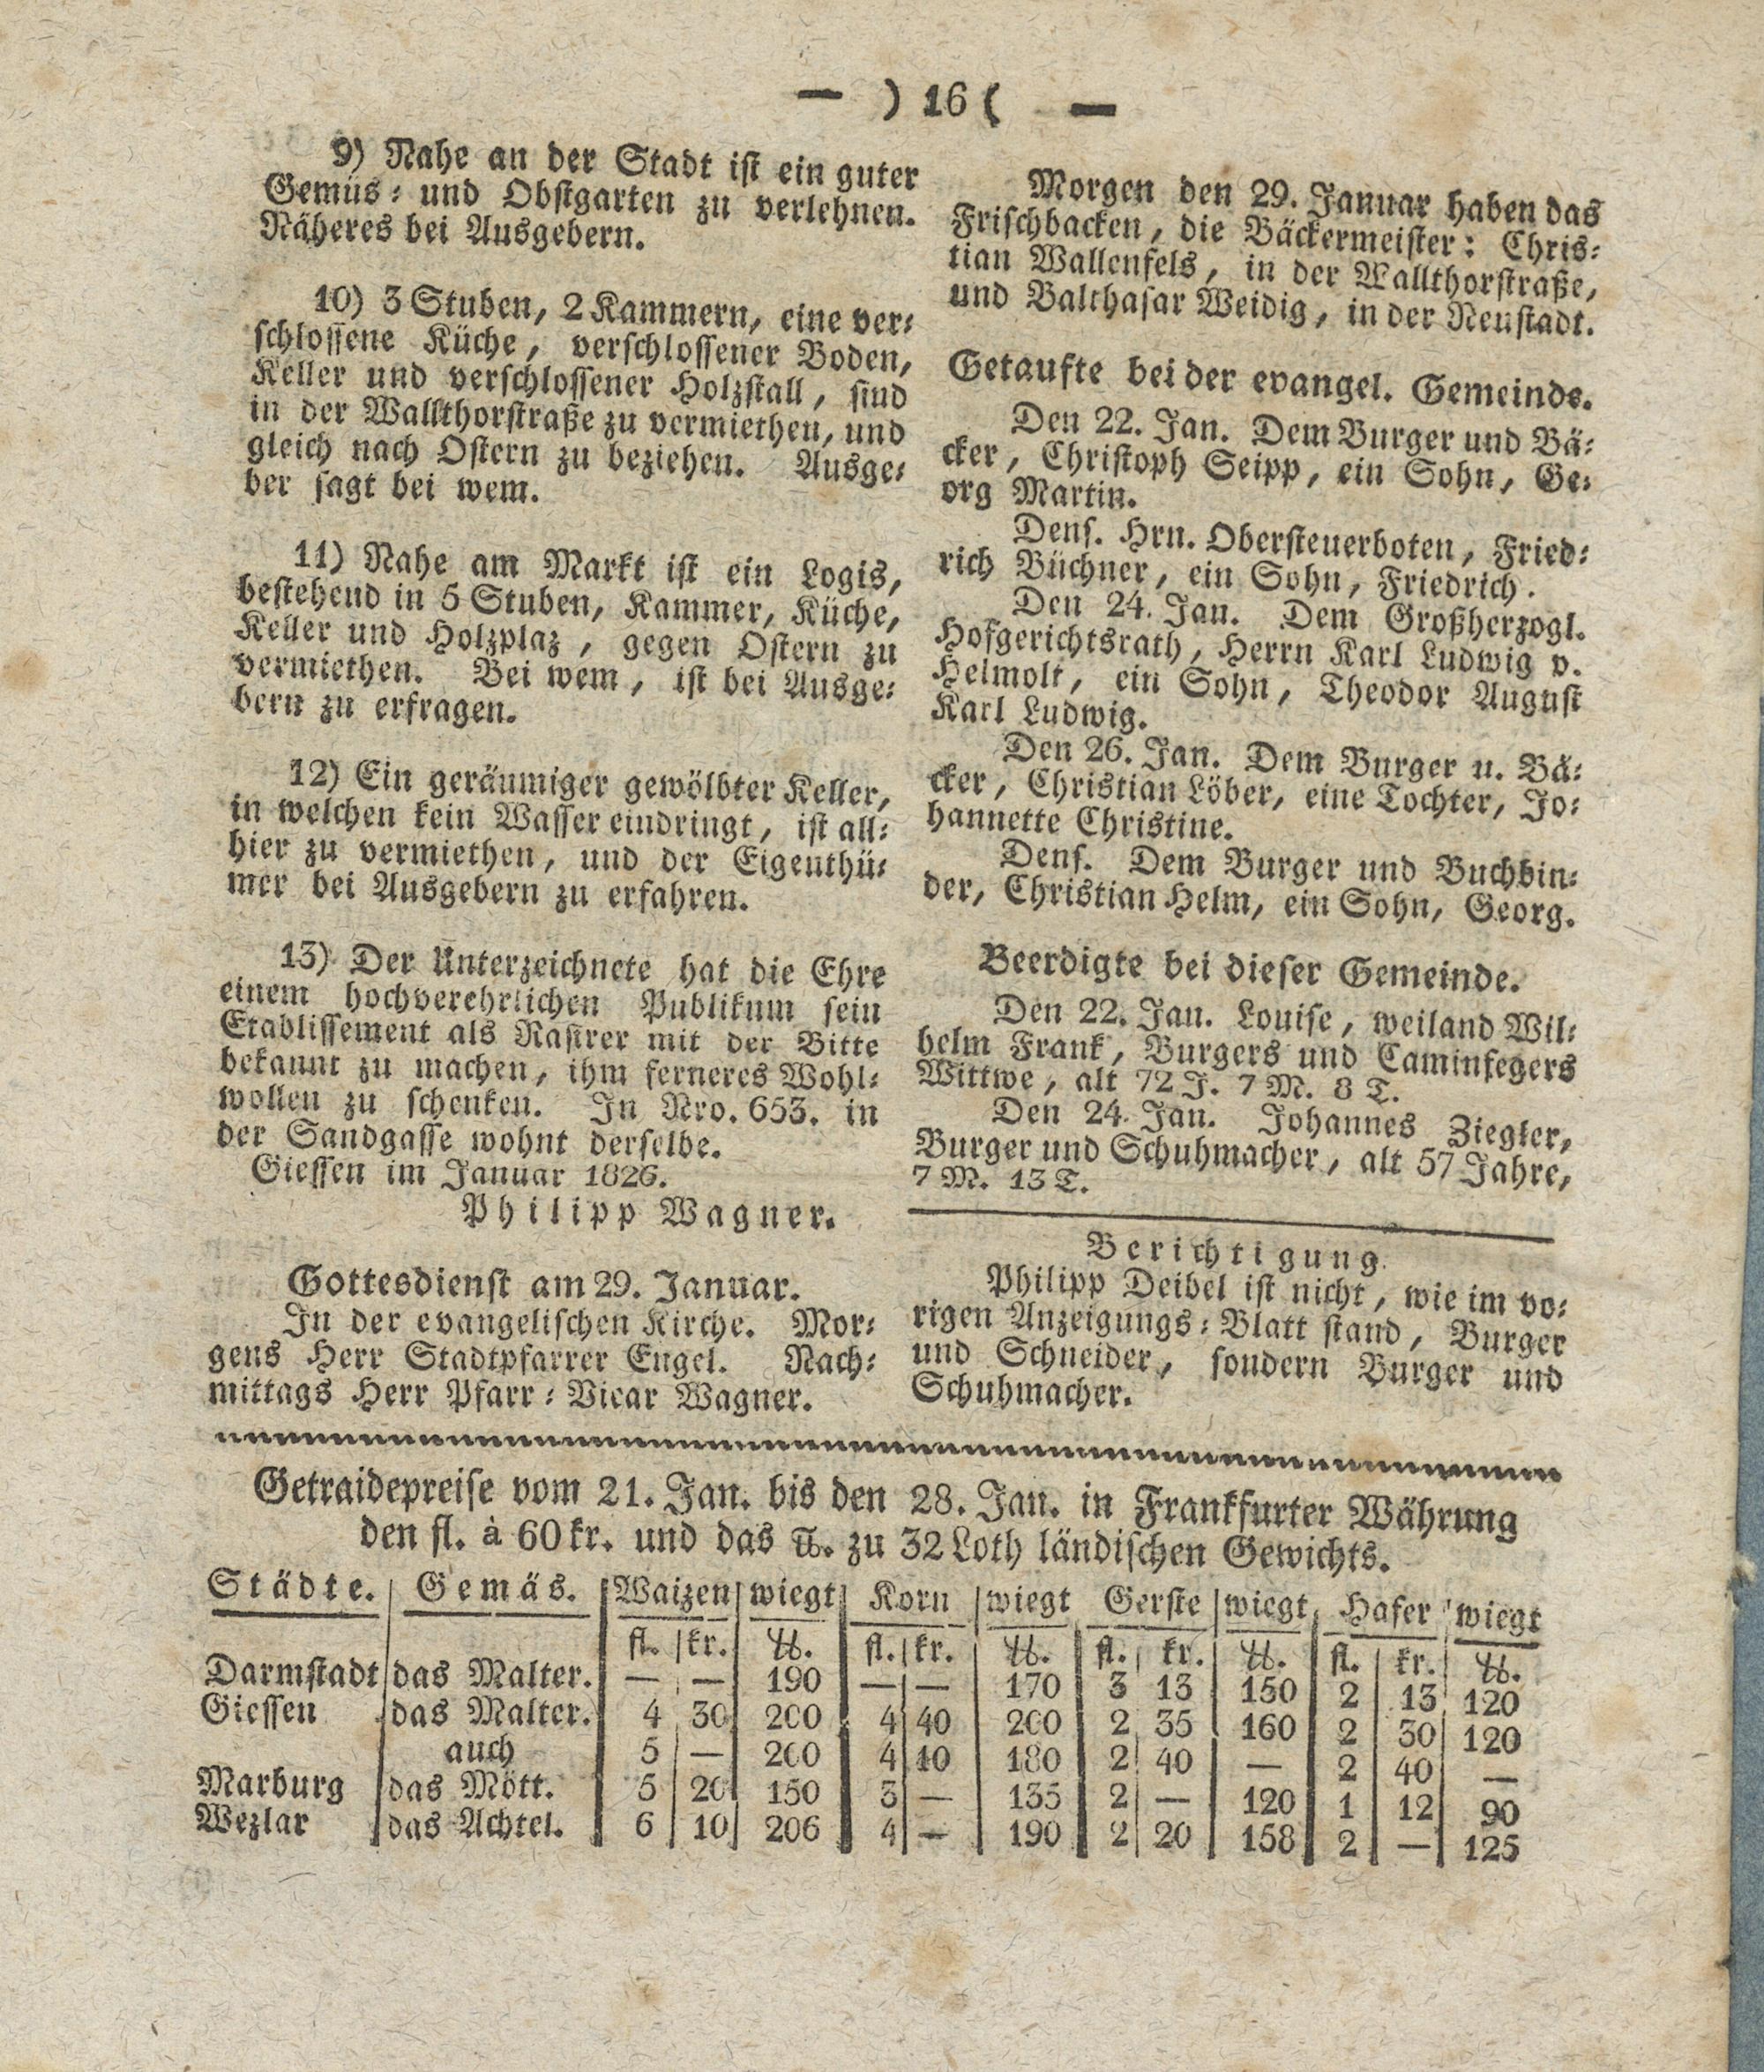 — ) 16 ( —
9) Nahe an der Stadt ist ein guter
Gemüs- und Obstgarten zu verlehnen.
Näheres bei Ausgebern.
10) 3 Stuben, 2 Kammern, eine ver-
schlossene Küche, verschlossener Boden,
Keller und verschlossener Holzstall, sind
in der Wallthorstraße zu vermiethen, und
gleich nach Ostern zu beziehen. Ausge-
ber sagt bei wem.
11) Nahe am Markt ist ein Logis,
bestehend in 5 Stuben, Kammer, Küche,
Keller und Holzplaz, gegen Ostern zu
vermiethen. Bei wem, ist bei Ausge-
bern zu erfragen.
12) Ein geräumiger gewölbter Keller,
in welchen kein Wasser eindringt, ist all-
hier zu vermiethen, und der Eigenthü-
mer bei Ausgebern zu erfahren.
13) Der Unterzeichnete hat die Ehre
einem hochverehrlichen Publikum sein
Etablissement als Rasirer mit der Bitte
bekannt zu machen, ihm ferneres Wohl-
wollen zu schenken. In Nro. 653. in
der Sandgasse wohnt derselbe.
Giessen im Januar 1826.
Philipp Wagner.
Gottesdienst am 29. Januar.
In der evangelischen Kirche. Mor-
gens Herr Stadtpfarrer Engel. Nach-
mittags Herr Pfarr-Vicar Wagner.
Morgen den 29. Januar haben das
Frischbacken, die Bäckermeister: Chris-
tian Wallenfels, in der Wallthorstraße,
und Balthasar Weidig, in der Neustadt.
Getaufte bei der evangel. Gemeinde.
Den 22. Jan. Dem Burger und Bä-
cker, Christoph Seipp, ein Sohn, Ge-
org Martin.
Dens. Hrn. Obersteuerboten, Fried-
rich Büchner, ein Sohn, Friedrich.
Den 24. Jan. Dem Großherzogl.
Hofgerichtsrath, Herrn Karl Ludwig v.
Helmolt, ein Sohn, Theodor August
Karl Ludwig.
Den 26. Jan. Dem Burger u. Bä-
cker, Christian Löber, eine Tochter, Jo-
hannette Christine.
Dens. Dem Burger und Buchbin-
der, Christian Helm, ein Sohn, Georg.
Beerdigte bei dieser Gemeinde.
Den 22. Jan. Louise, weiland Wil-
helm Frank, Burgers und Caminfegers
Wittwe, alt 72 J. 7 M. 8 T.
Den 24. Jan. Johannes Ziegler,
Burger und Schuhmacher, alt 57 Jahre,
7 M. 13 T.
Berichtigung.
Philipp Deibel ist nicht, wie im vo-
rigen Anzeigungs-Blatt stand, Burger
und Schneider, sondern Burger und
Schuhmacher.
Getraidepreise vom 21. Jan. bis den 28. Jan. in Frankfurter Währung
den fl. à 60 kr. und das ℔. zu 32 Loth ländischen Gewichts.
Städte. Gemäs. Waizen wiegt Korn wiegt Gerste wiegt Hafer wiegt
fl. kr. ℔. fl. kr. ℔. fl. kr. ℔. fl. kr. ℔.
Darmstadt das Malter. — — 190 — — 170 3 13 150 2 13 120
Giessen das Malter. 4 30 200 4 40 200 2 35 160 2 30 120
auch 5 — 200 4 10 180 2 40 — 2 40 —
Marburg das Mött. 5 20 150 3 — 135 2 — 120 1 12 90
Wezlar das Achtel. 6 10 206 4 — 190 2 20 158 2 — 125